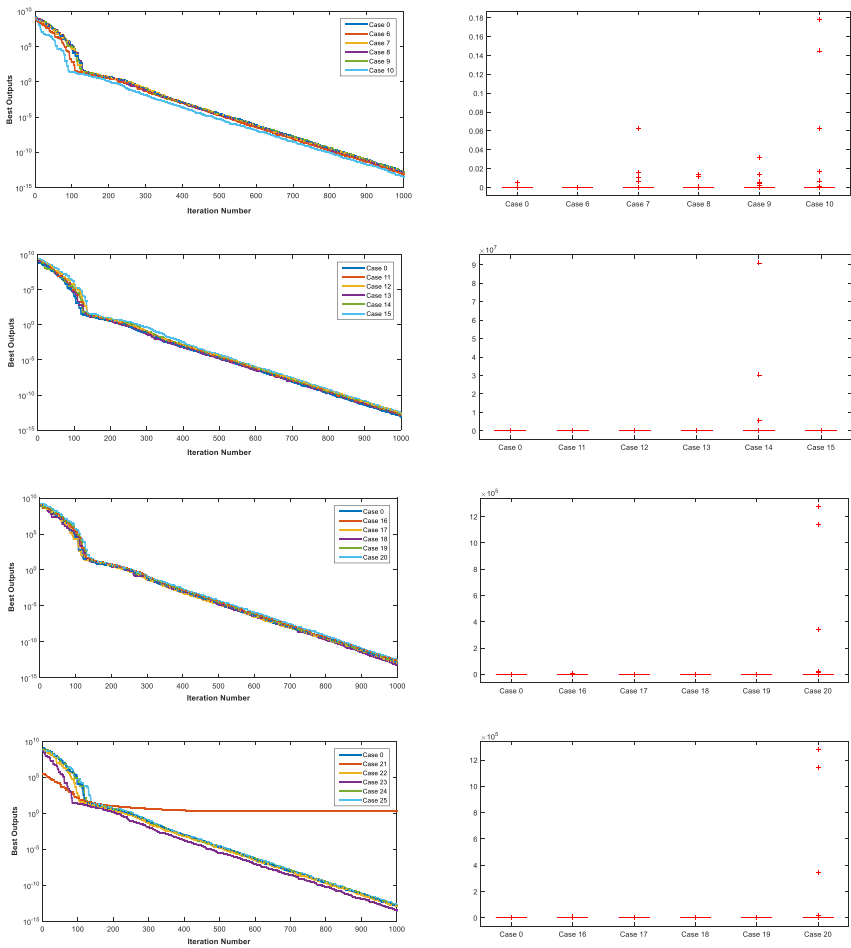 10^10
10^5
10^0
10^-5
10^-10
10^-15
Best Outputs
0 100 200 300 400 500 600 700 800 900 1000
Iteration Number
Case 0
Case 6
Case 7
Case 8
Case 9
Case 10
0.18
0.16
0.14
0.12
0.1
0.08
0.06
0.04
0.02
0
Case 0 Case 6 Case 7 Case 8 Case 9 Case 10
10^10
10^5
10^0
10^-5
10^-10
10^-15
Best Outputs
0 100 200 300 400 500 600 700 800 900 1000
Iteration Number
Case 0
Case 11
Case 12
Case 13
Case 14
Case 15
×10^7
9
8
7
6
5
4
3
2
1
0
Case 0 Case 11 Case 12 Case 13 Case 14 Case 15
10^10
10^5
10^0
10^-5
10^-10
10^-15
Best Outputs
0 100 200 300 400 500 600 700 800 900 1000
Iteration Number
Case 0
Case 16
Case 17
Case 18
Case 19
Case 20
×10^5
12
10
8
6
4
2
0
Case 0 Case 16 Case 17 Case 18 Case 19 Case 20
10^10
10^5
10^0
10^-5
10^-10
10^-15
Best Outputs
0 100 200 300 400 500 600 700 800 900 1000
Iteration Number
Case 0
Case 21
Case 22
Case 23
Case 24
Case 25
×10^5
12
10
8
6
4
2
0
Case 0 Case 16 Case 17 Case 18 Case 19 Case 20